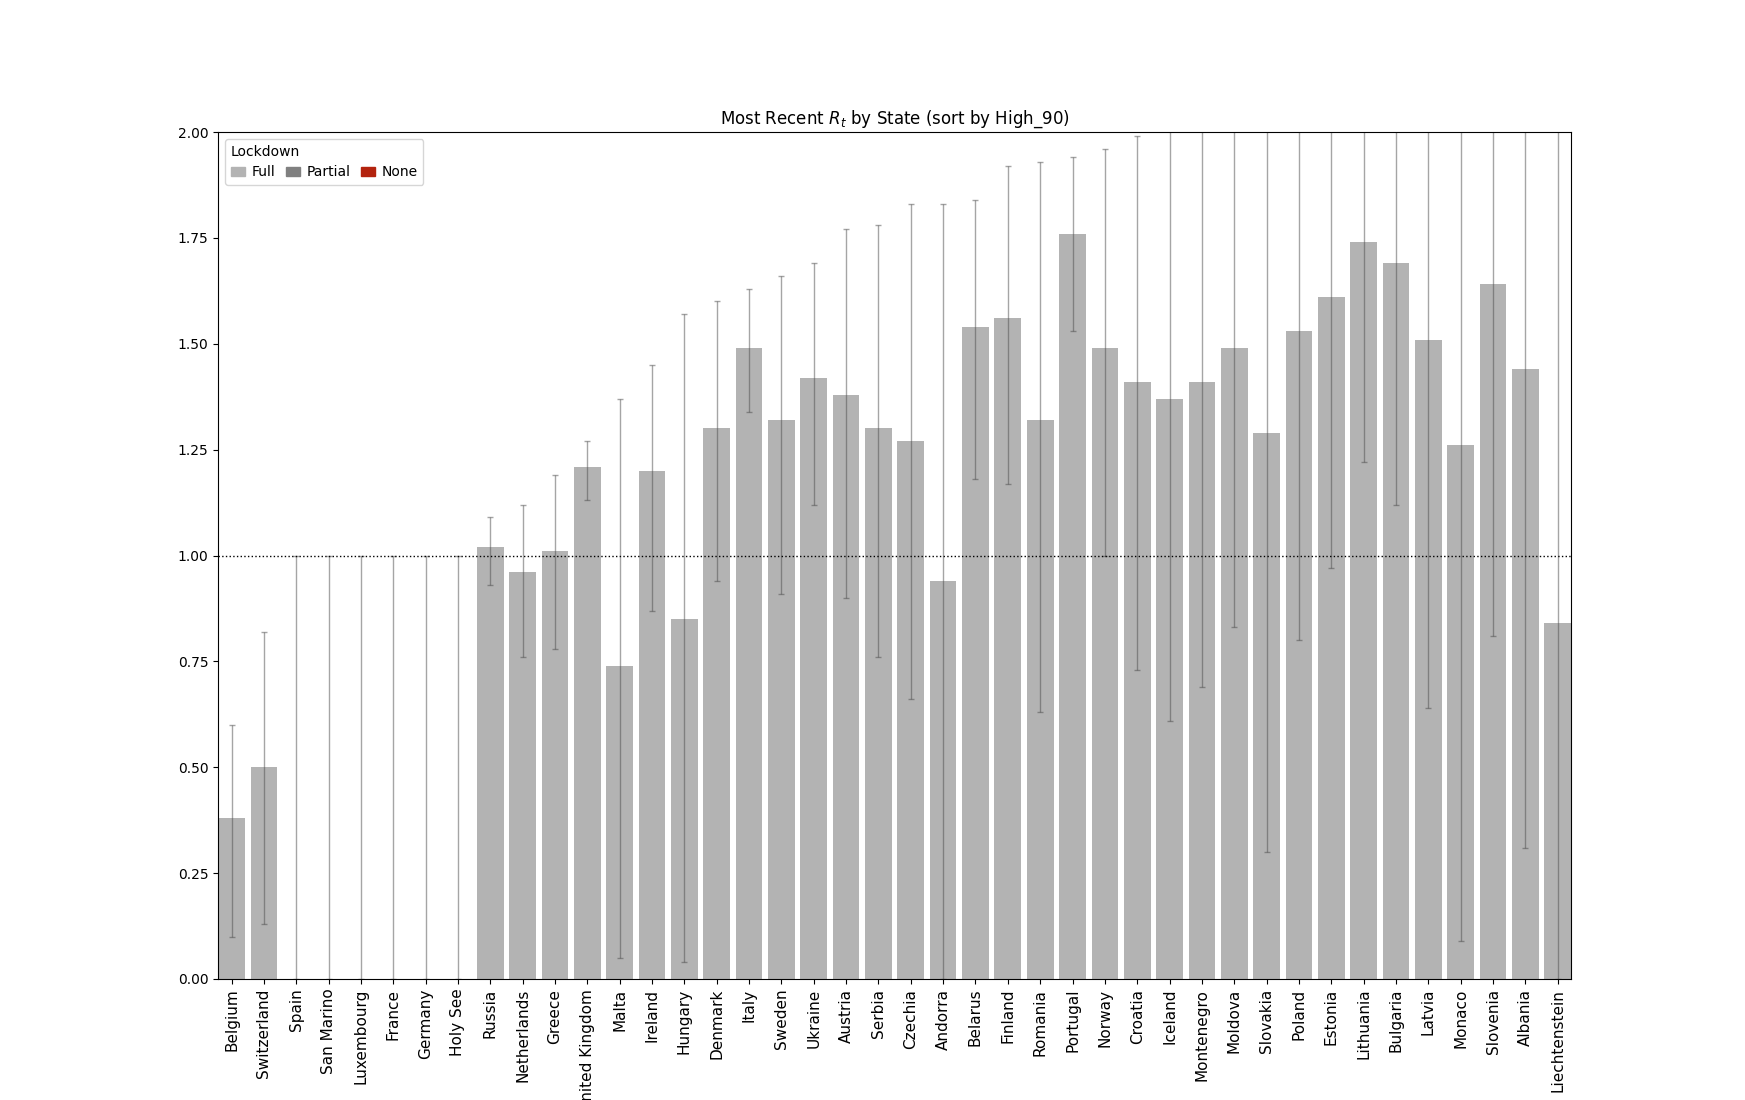 Most Recent R_t by State (sort by High_90)
Lockdown
Full Partial None
2.00
1.75
1.50
1.25
1.00
0.75
0.50
0.25
0.00
Belgium
Switzerland
Spain
San Marino
Luxembourg
France
Germany
Holy See
Russia
Netherlands
Greece
nited Kingdom
Malta
Ireland
Hungary
Denmark
Italy
Sweden
Ukraine
Austria
Serbia
Czechia
Andorra
Belarus
Finland
Romania
Portugal
Norway
Croatia
Iceland
Montenegro
Moldova
Slovakia
Poland
Estonia
Lithuania
Bulgaria
Latvia
Monaco
Slovenia
Albania
Liechtenstein